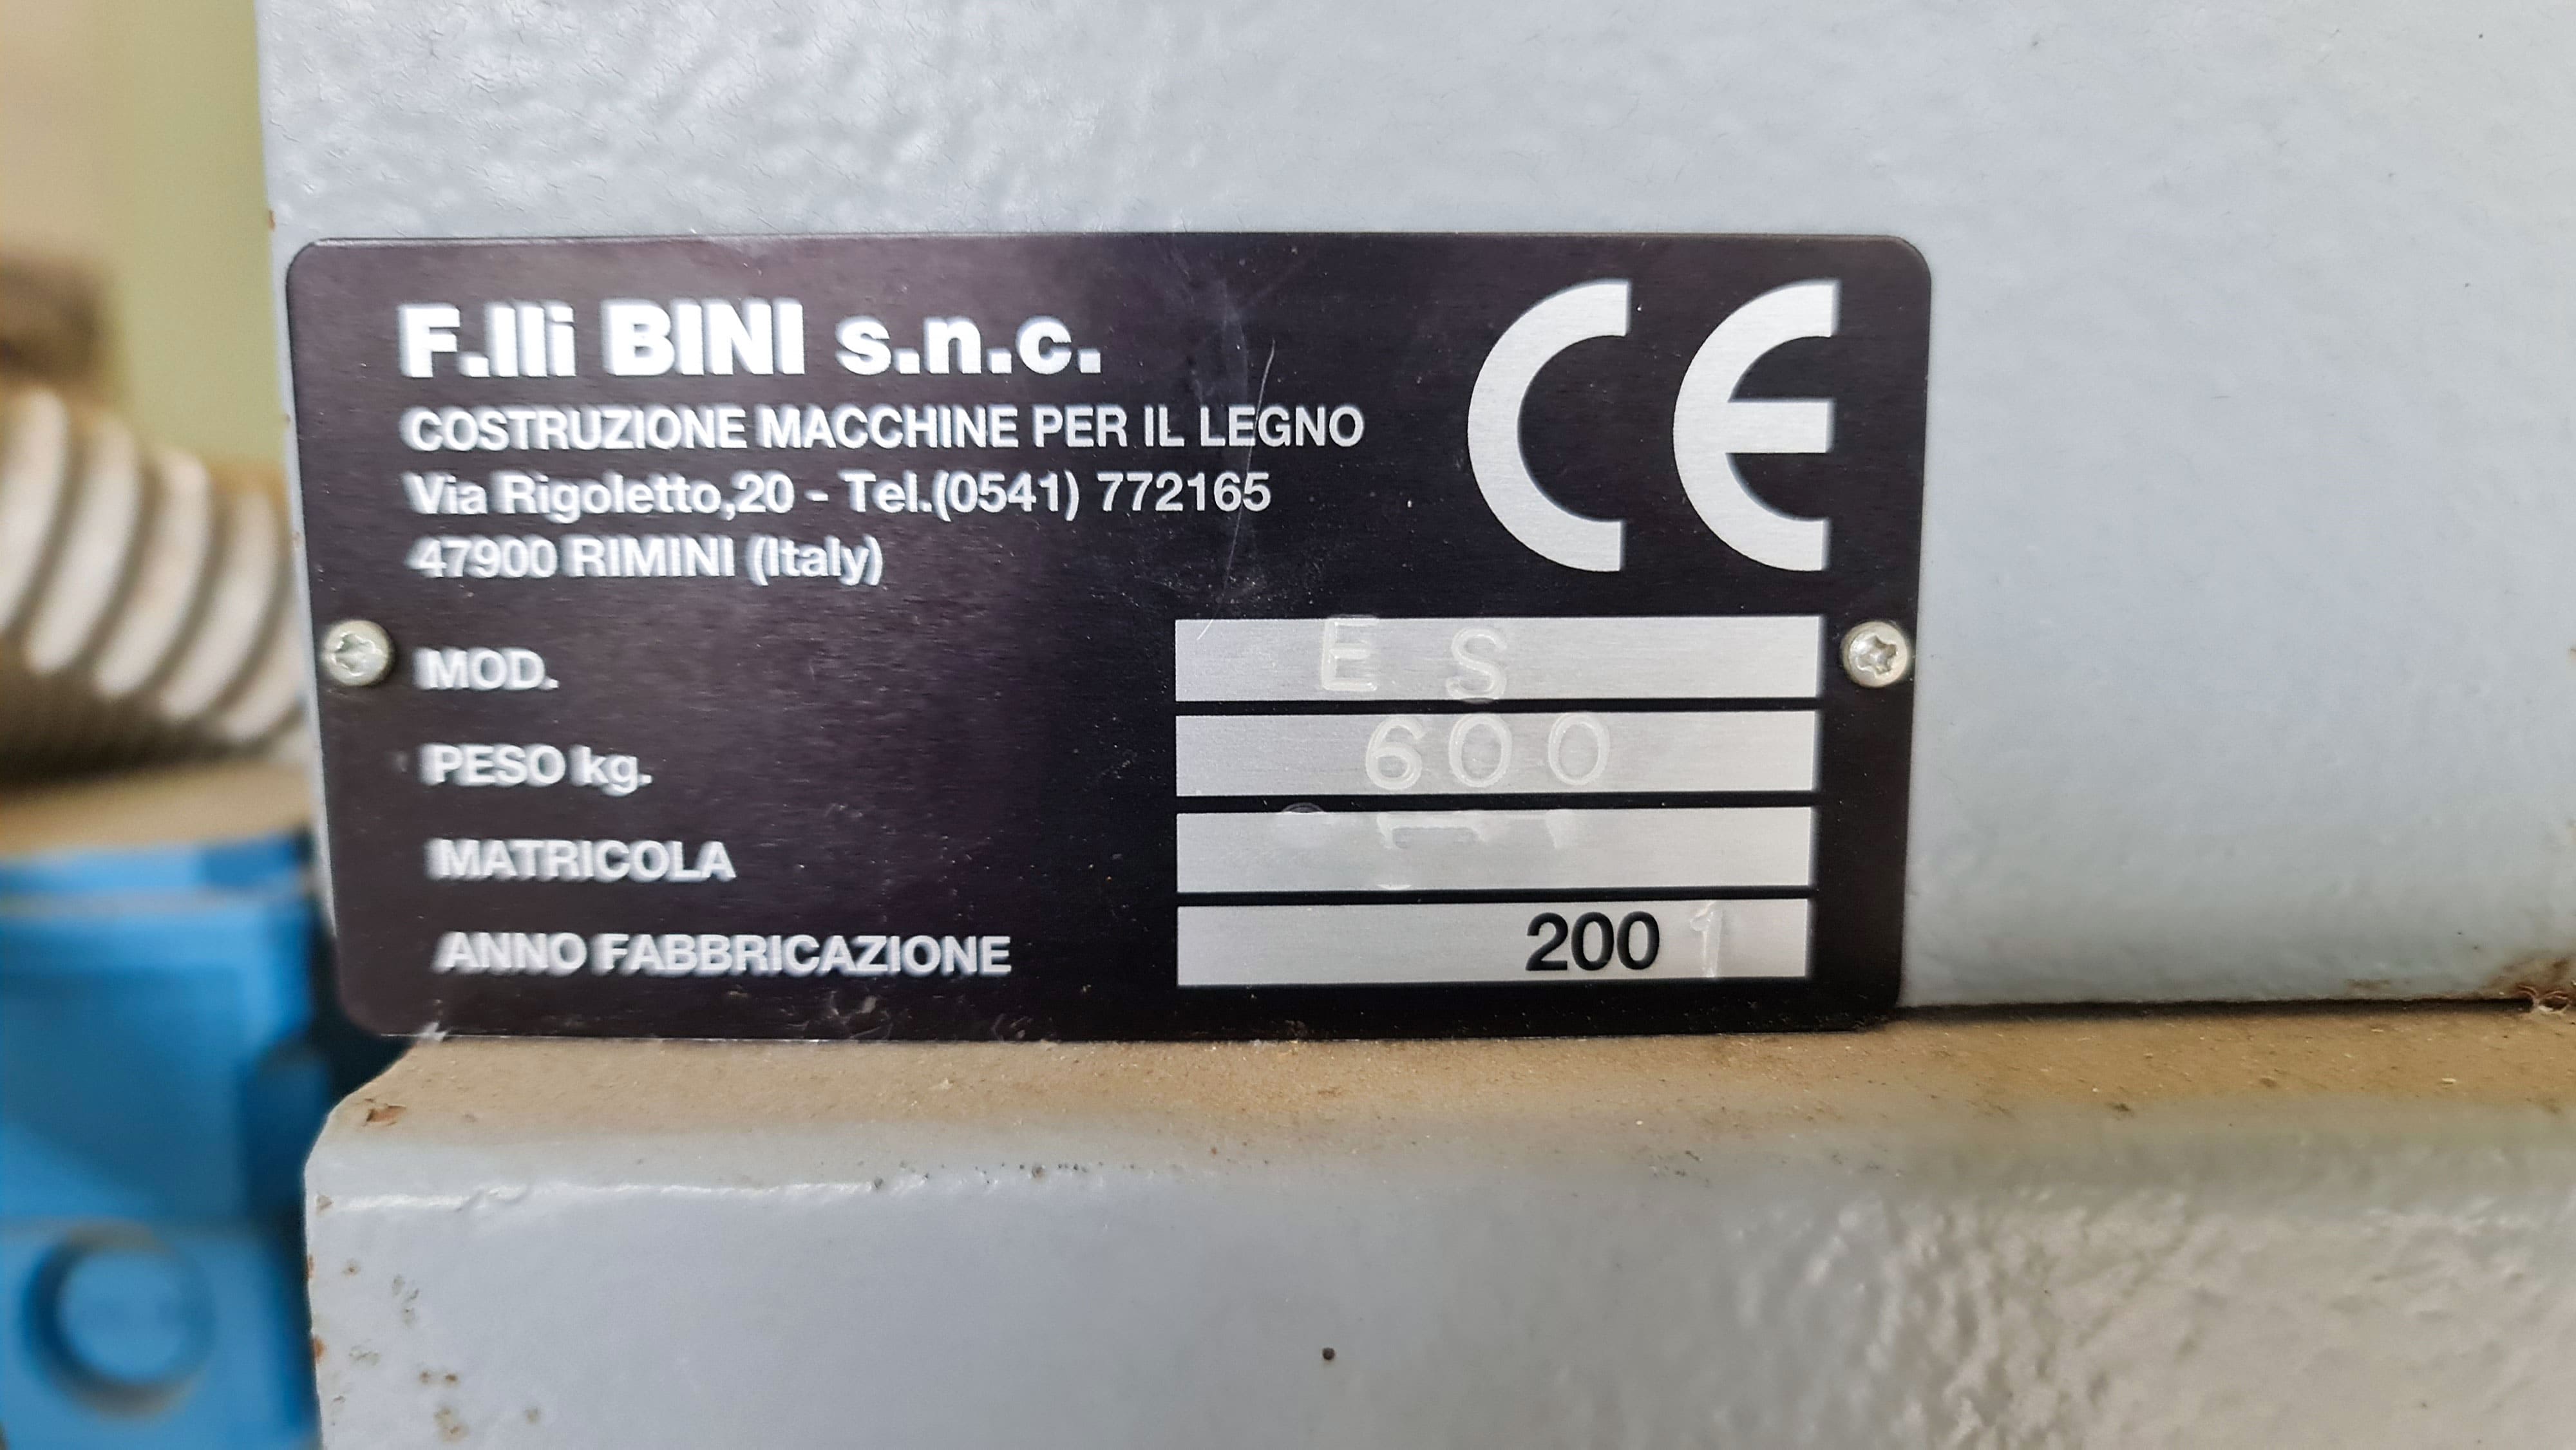 F.lli BINI s.n.c.
COSTRUZIONE MACCHINE PER IL LEGNO
Via Rigoletto,20 - Tel.(0541) 772165
47900 RIMINI (Italy)
CE
MOD. ES
PESO kg. 600
MATRICOLA
ANNO FABBRICAZIONE 2001